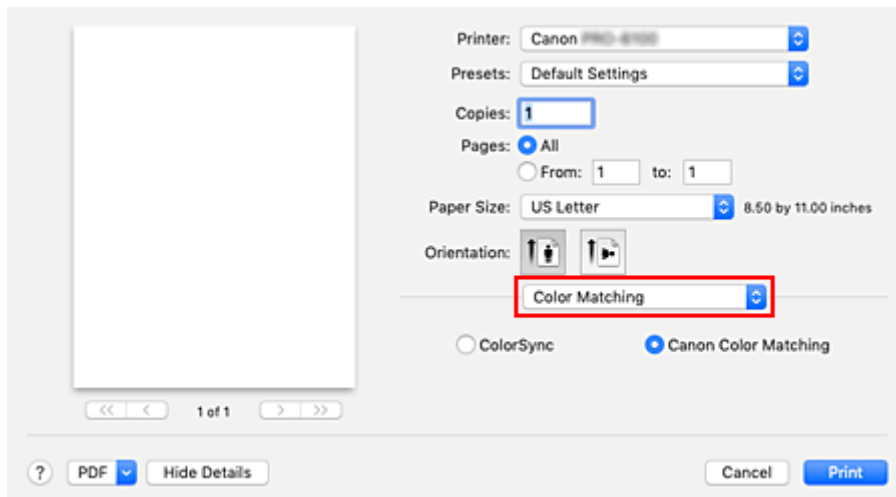 Printer: Canon
Presets: Default Settings
Copies: 1
Pages: All
From: 1 to: 1
Paper Size: US Letter 8.50 by 11.00 inches
Orientation:
Color Matching
ColorSync Canon Color Matching
<< < 1 of 1 > >>
? PDF Hide Details Cancel Print